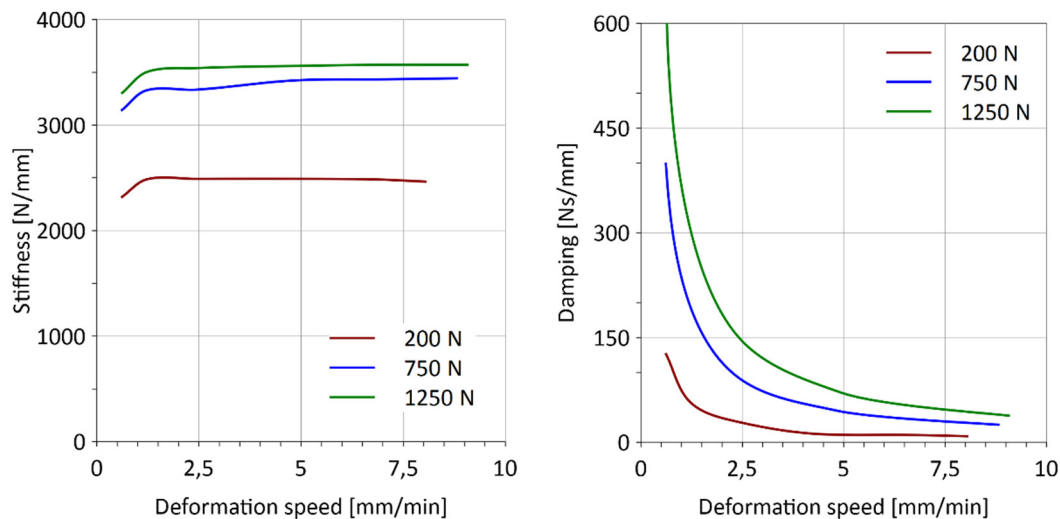 Stiffness [N/mm]
4000
3000
2000
1000
0
0 2,5 5 7,5 10
Deformation speed [mm/min]
200 N
750 N
1250 N
Damping [Ns/mm]
600
450
300
150
0
0 2,5 5 7,5 10
Deformation speed [mm/min]
200 N
750 N
1250 N